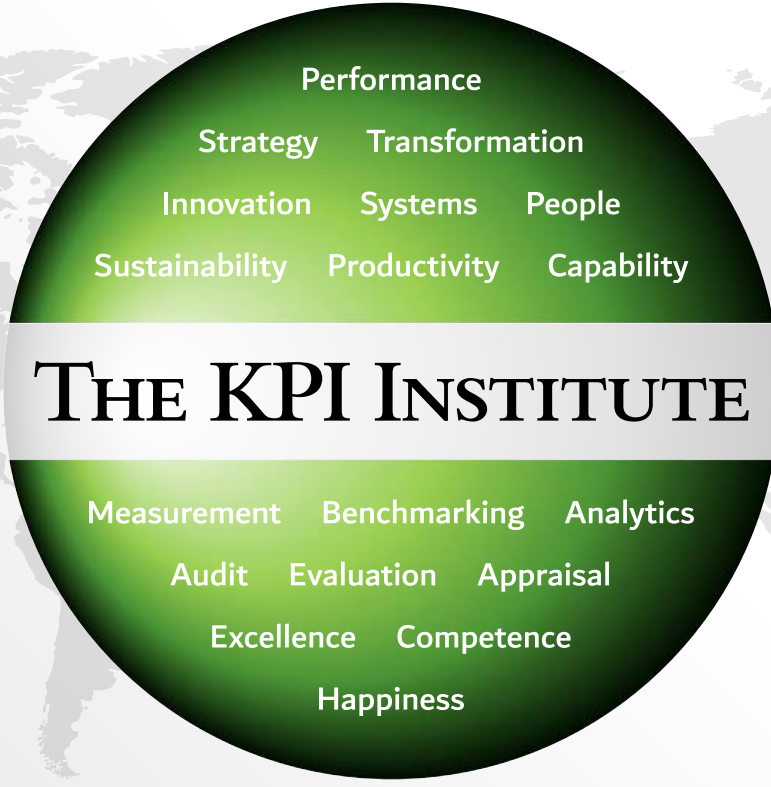 Performance
Strategy Transformation
Innovation Systems People
Sustainability Productivity Capability
THE KPI INSTITUTE
Measurement Benchmarking Analytics
Audit Evaluation Appraisal
Excellence Competence
Happiness